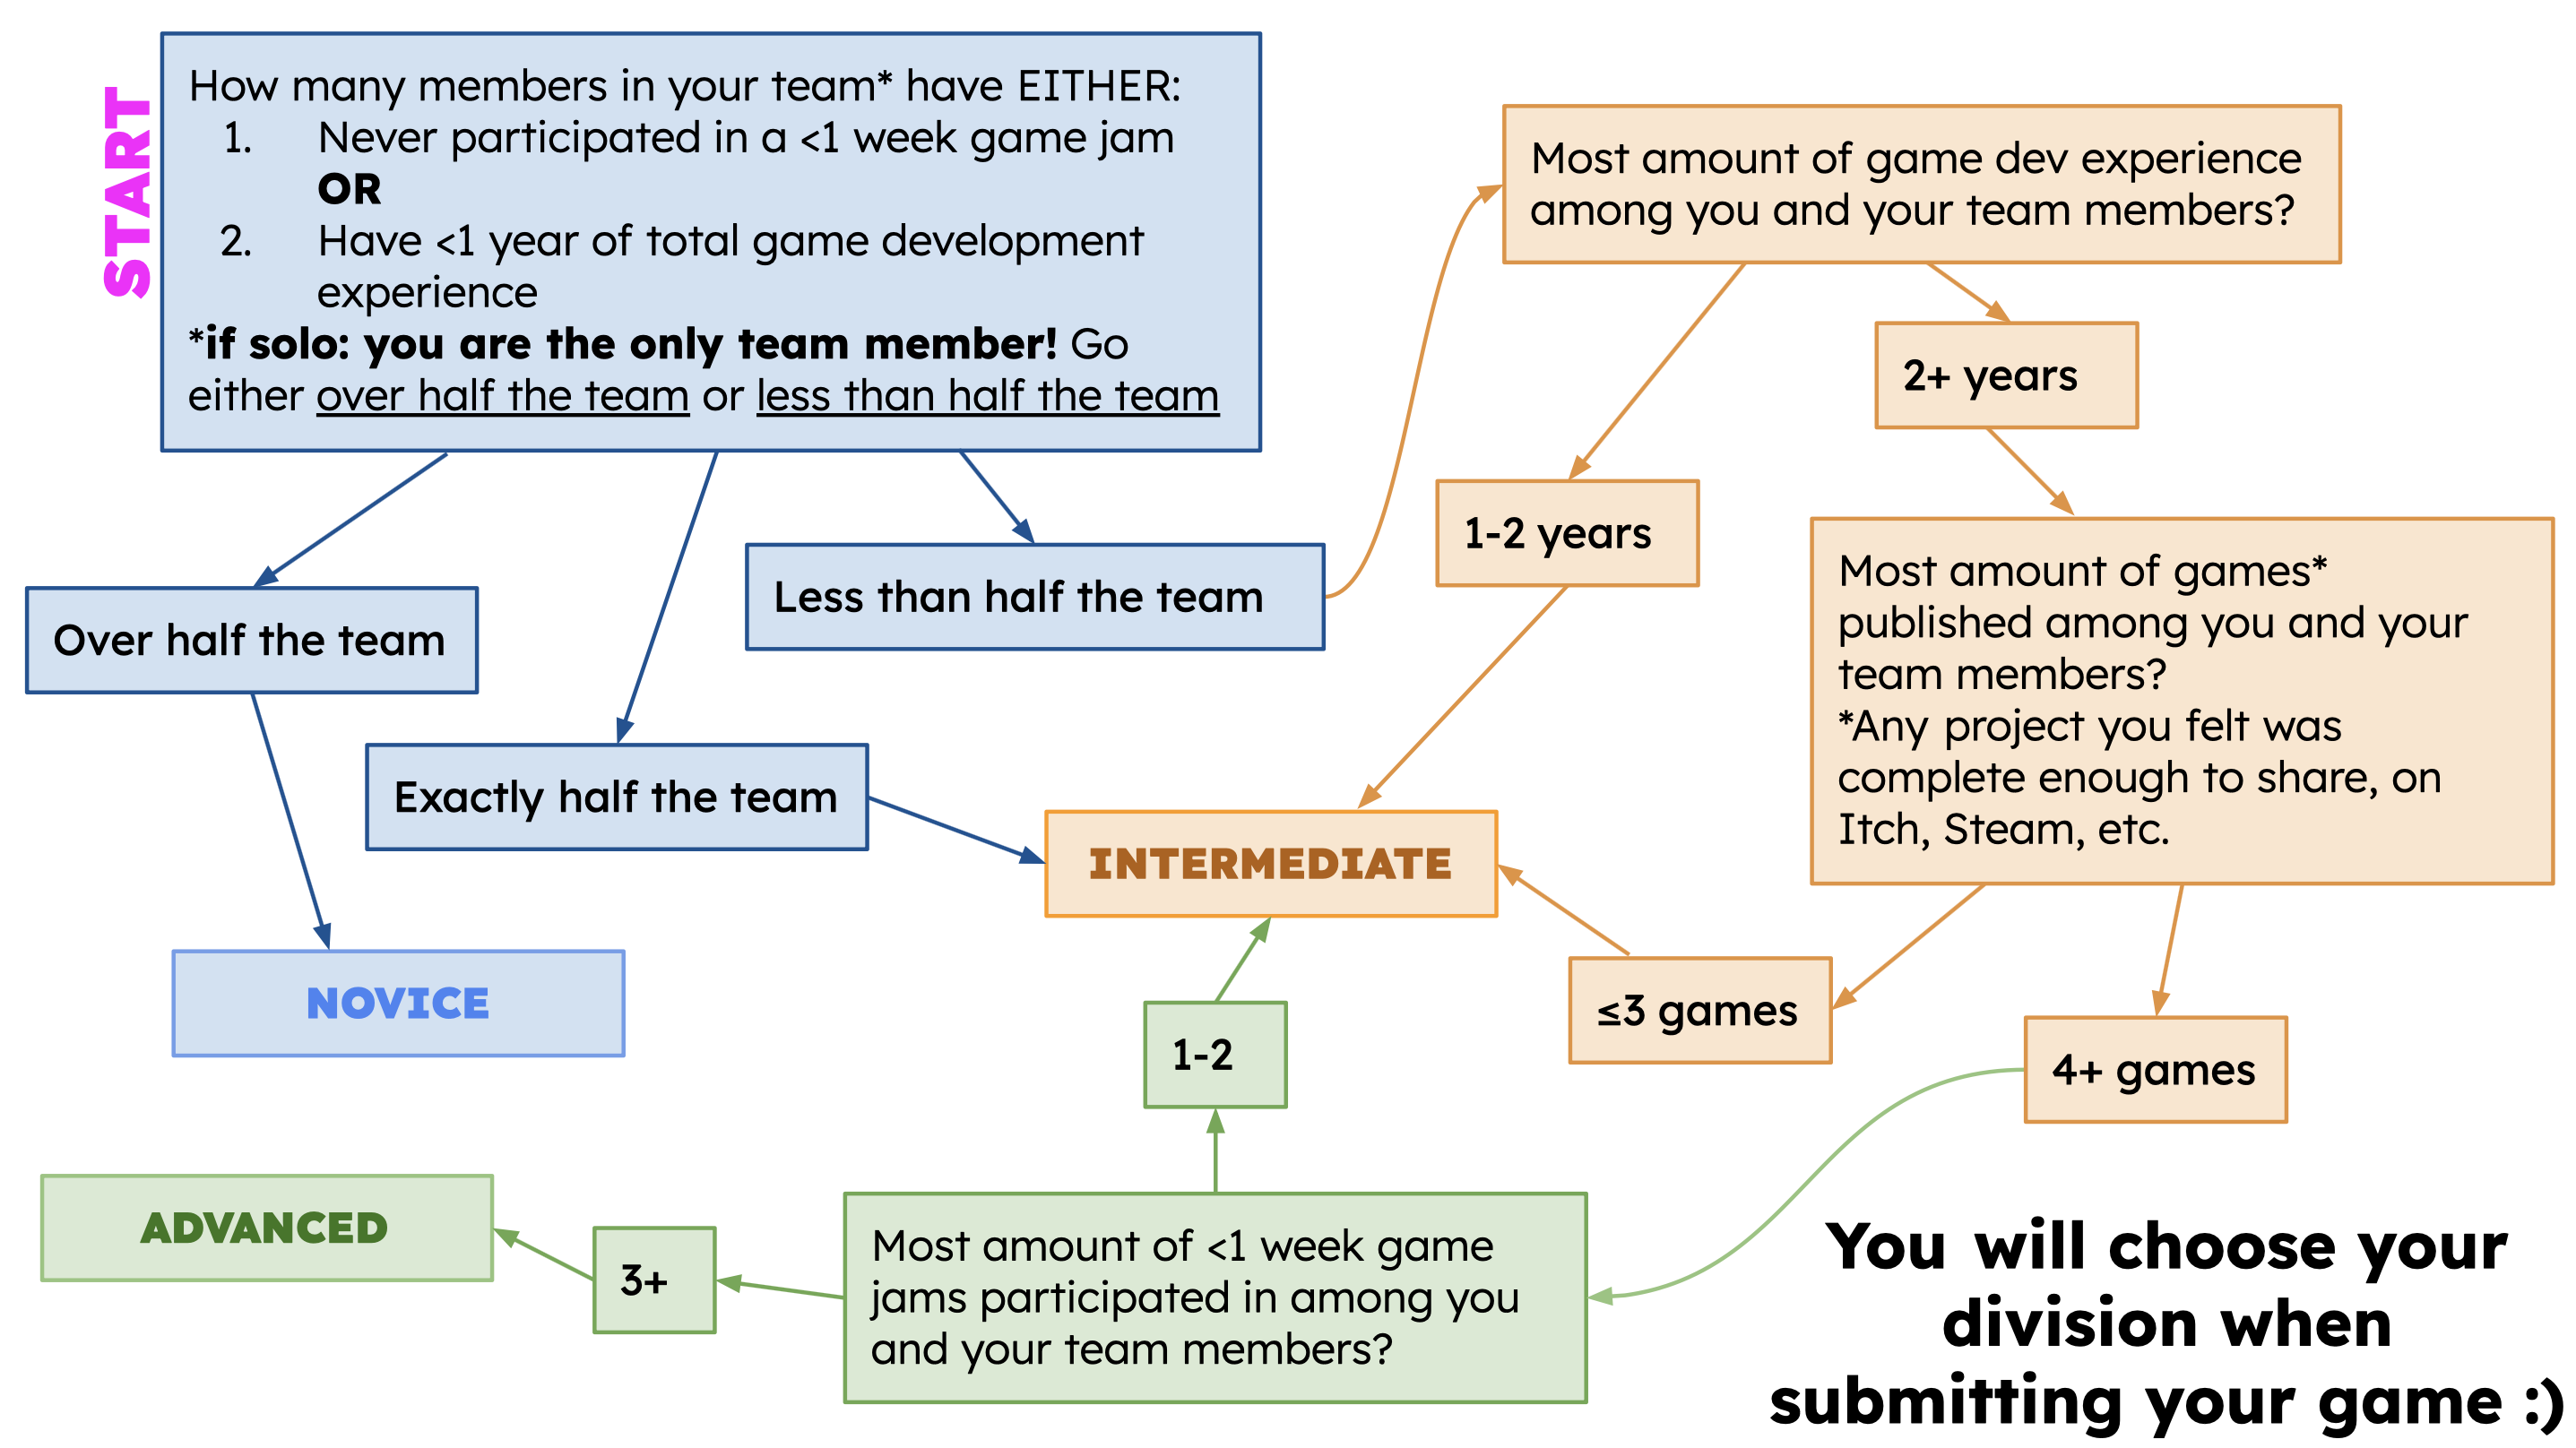 START
How many members in your team* have EITHER:
1. Never participated in a <1 week game jam
OR
2. Have <1 year of total game development
experience
*if solo: you are the only team member! Go
either over half the team or less than half the team
Over half the team
Exactly half the team
Less than half the team
NOVICE
Most amount of game dev experience
among you and your team members?
1-2 years
2+ years
Most amount of games*
published among you and your
team members?
*Any project you felt was
complete enough to share, on
Itch, Steam, etc.
INTERMEDIATE
≤3 games
4+ games
1-2
Most amount of <1 week game
jams participated in among you
and your team members?
3+
ADVANCED
You will choose your
division when
submitting your game :)